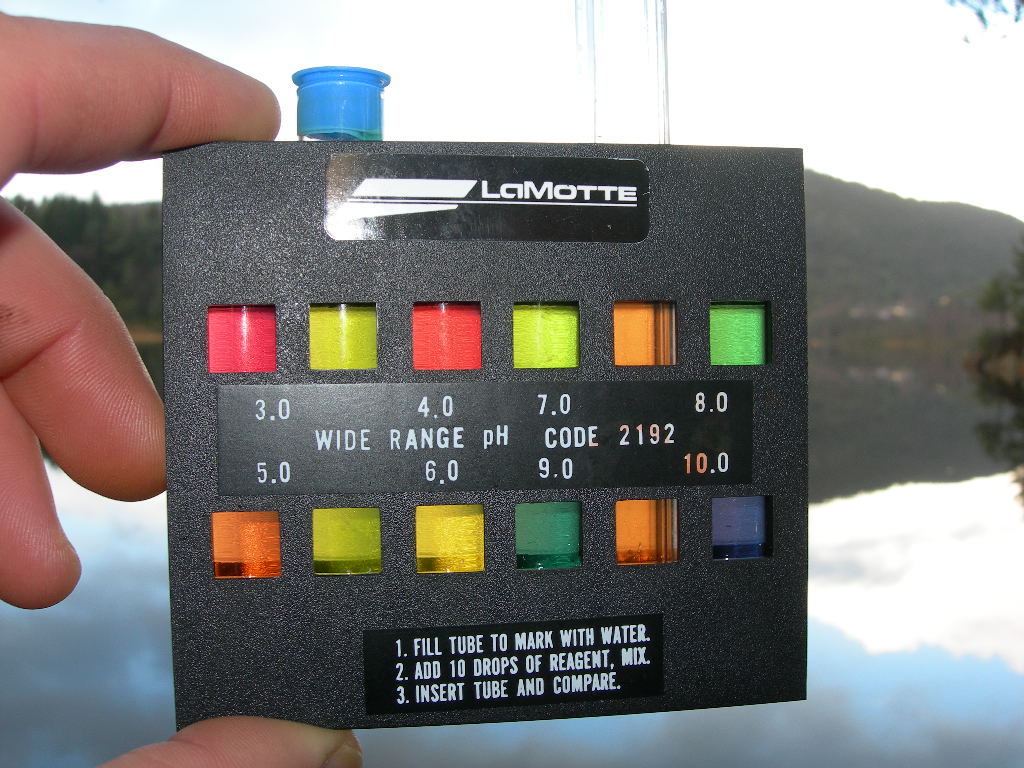 LaMOTTE
3.0 4.0 7.0 8.0
WIDE RANGE pH CODE 2192
5.0 6.0 9.0 10.0
1. FILL TUBE TO MARK WITH WATER.
2. ADD 10 DROPS OF REAGENT, MIX.
3. INSERT TUBE AND COMPARE.